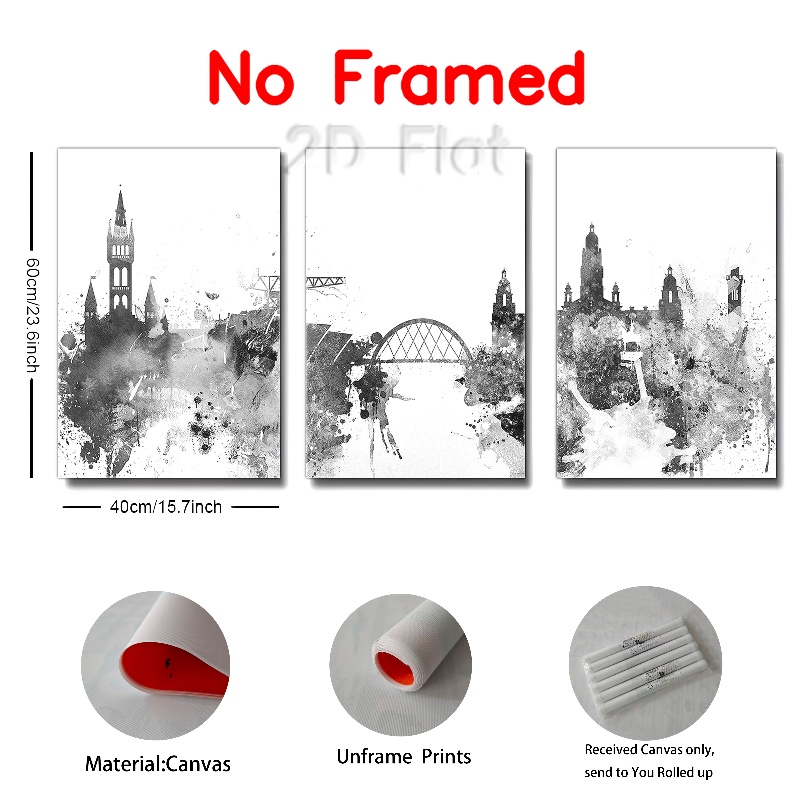 No Framed
2D Flat
60cm/23.6inch
40cm/15.7inch
Material:Canvas
Unframe Prints
Received Canvas only,
send to You Rolled up